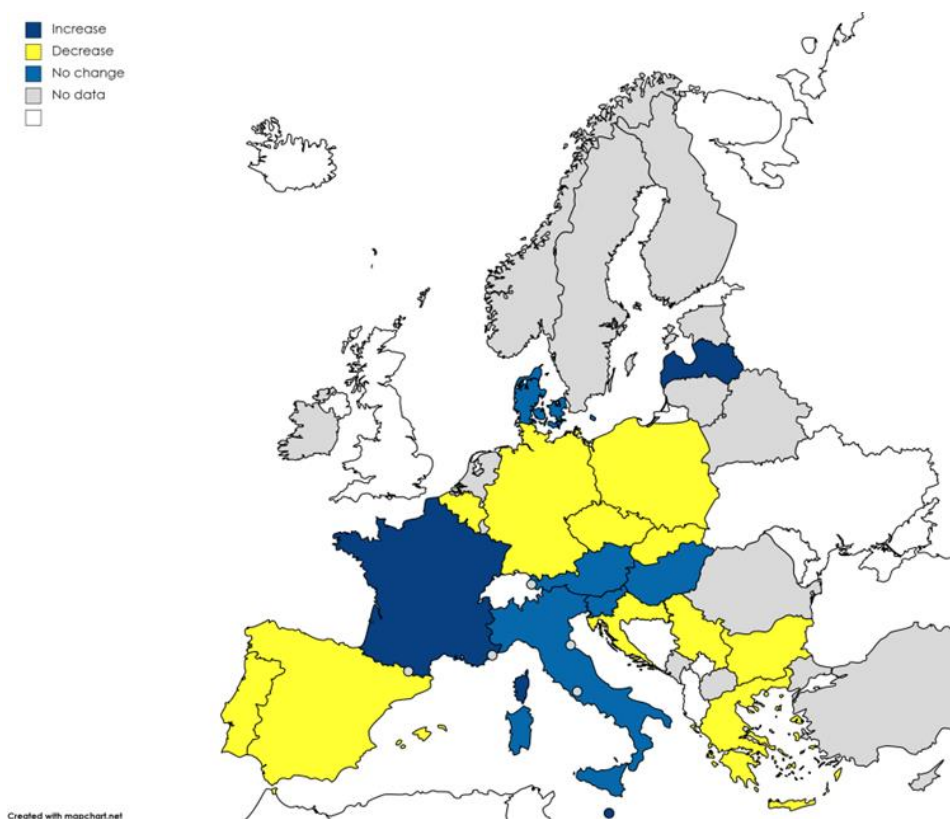 Increase
Decrease
No change
No data
Created with mapchart.net